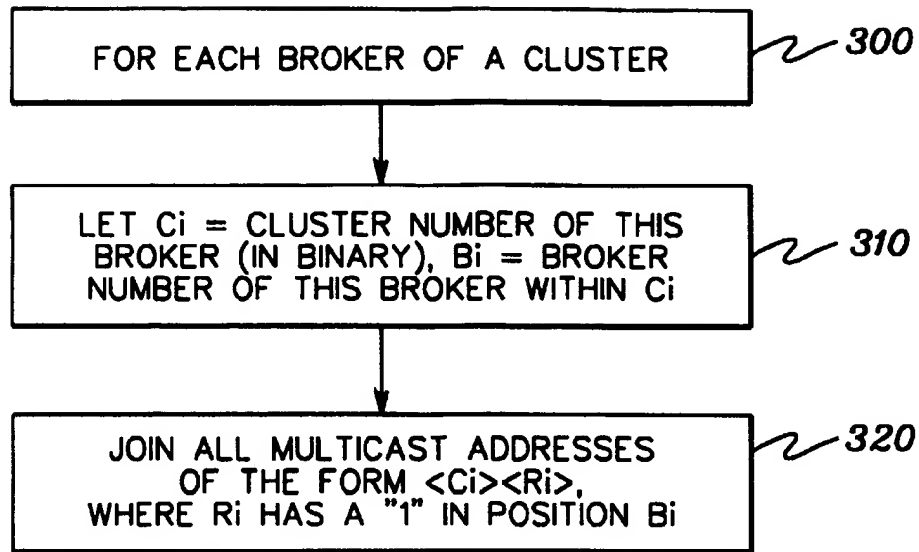 FOR EACH BROKER OF A CLUSTER
300
LET Ci = CLUSTER NUMBER OF THIS
BROKER (IN BINARY), Bi = BROKER
NUMBER OF THIS BROKER WITHIN Ci
310
JOIN ALL MULTICAST ADDRESSES
OF THE FORM <Ci><Ri>,
WHERE Ri HAS A "1" IN POSITION Bi
320